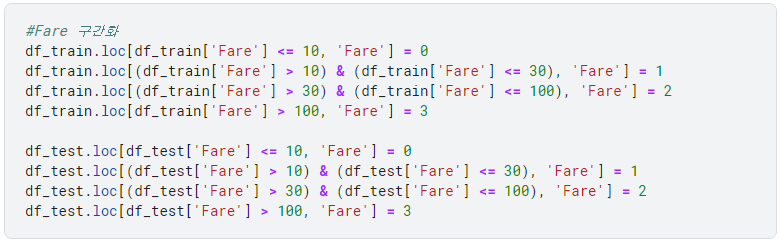 #Fare 구간화
df_train.loc[df_train['Fare'] <= 10, 'Fare'] = 0
df_train.loc[(df_train['Fare'] > 10) & (df_train['Fare'] <= 30), 'Fare'] = 1
df_train.loc[(df_train['Fare'] > 30) & (df_train['Fare'] <= 100), 'Fare'] = 2
df_train.loc[df_train['Fare'] > 100, 'Fare'] = 3
df_test.loc[df_test['Fare'] <= 10, 'Fare'] = 0
df_test.loc[(df_test['Fare'] > 10) & (df_test['Fare'] <= 30), 'Fare'] = 1
df_test.loc[(df_test['Fare'] > 30) & (df_test['Fare'] <= 100), 'Fare'] = 2
df_test.loc[df_test['Fare'] > 100, 'Fare'] = 3